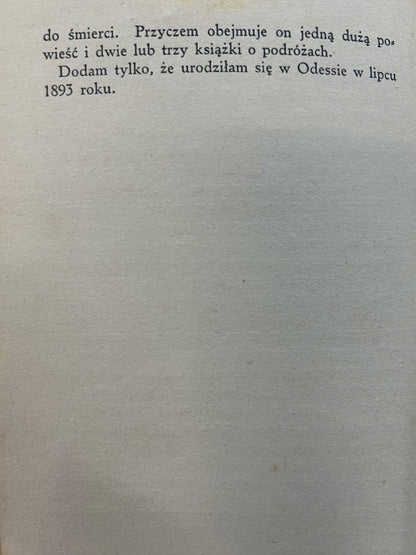 do śmierci. Przyczem obejmuje on jedną dużą po-
wieść i dwie lub trzy książki o podróżach.
Dodam tylko, że urodziłam się w Odessie w lipcu
1893 roku.